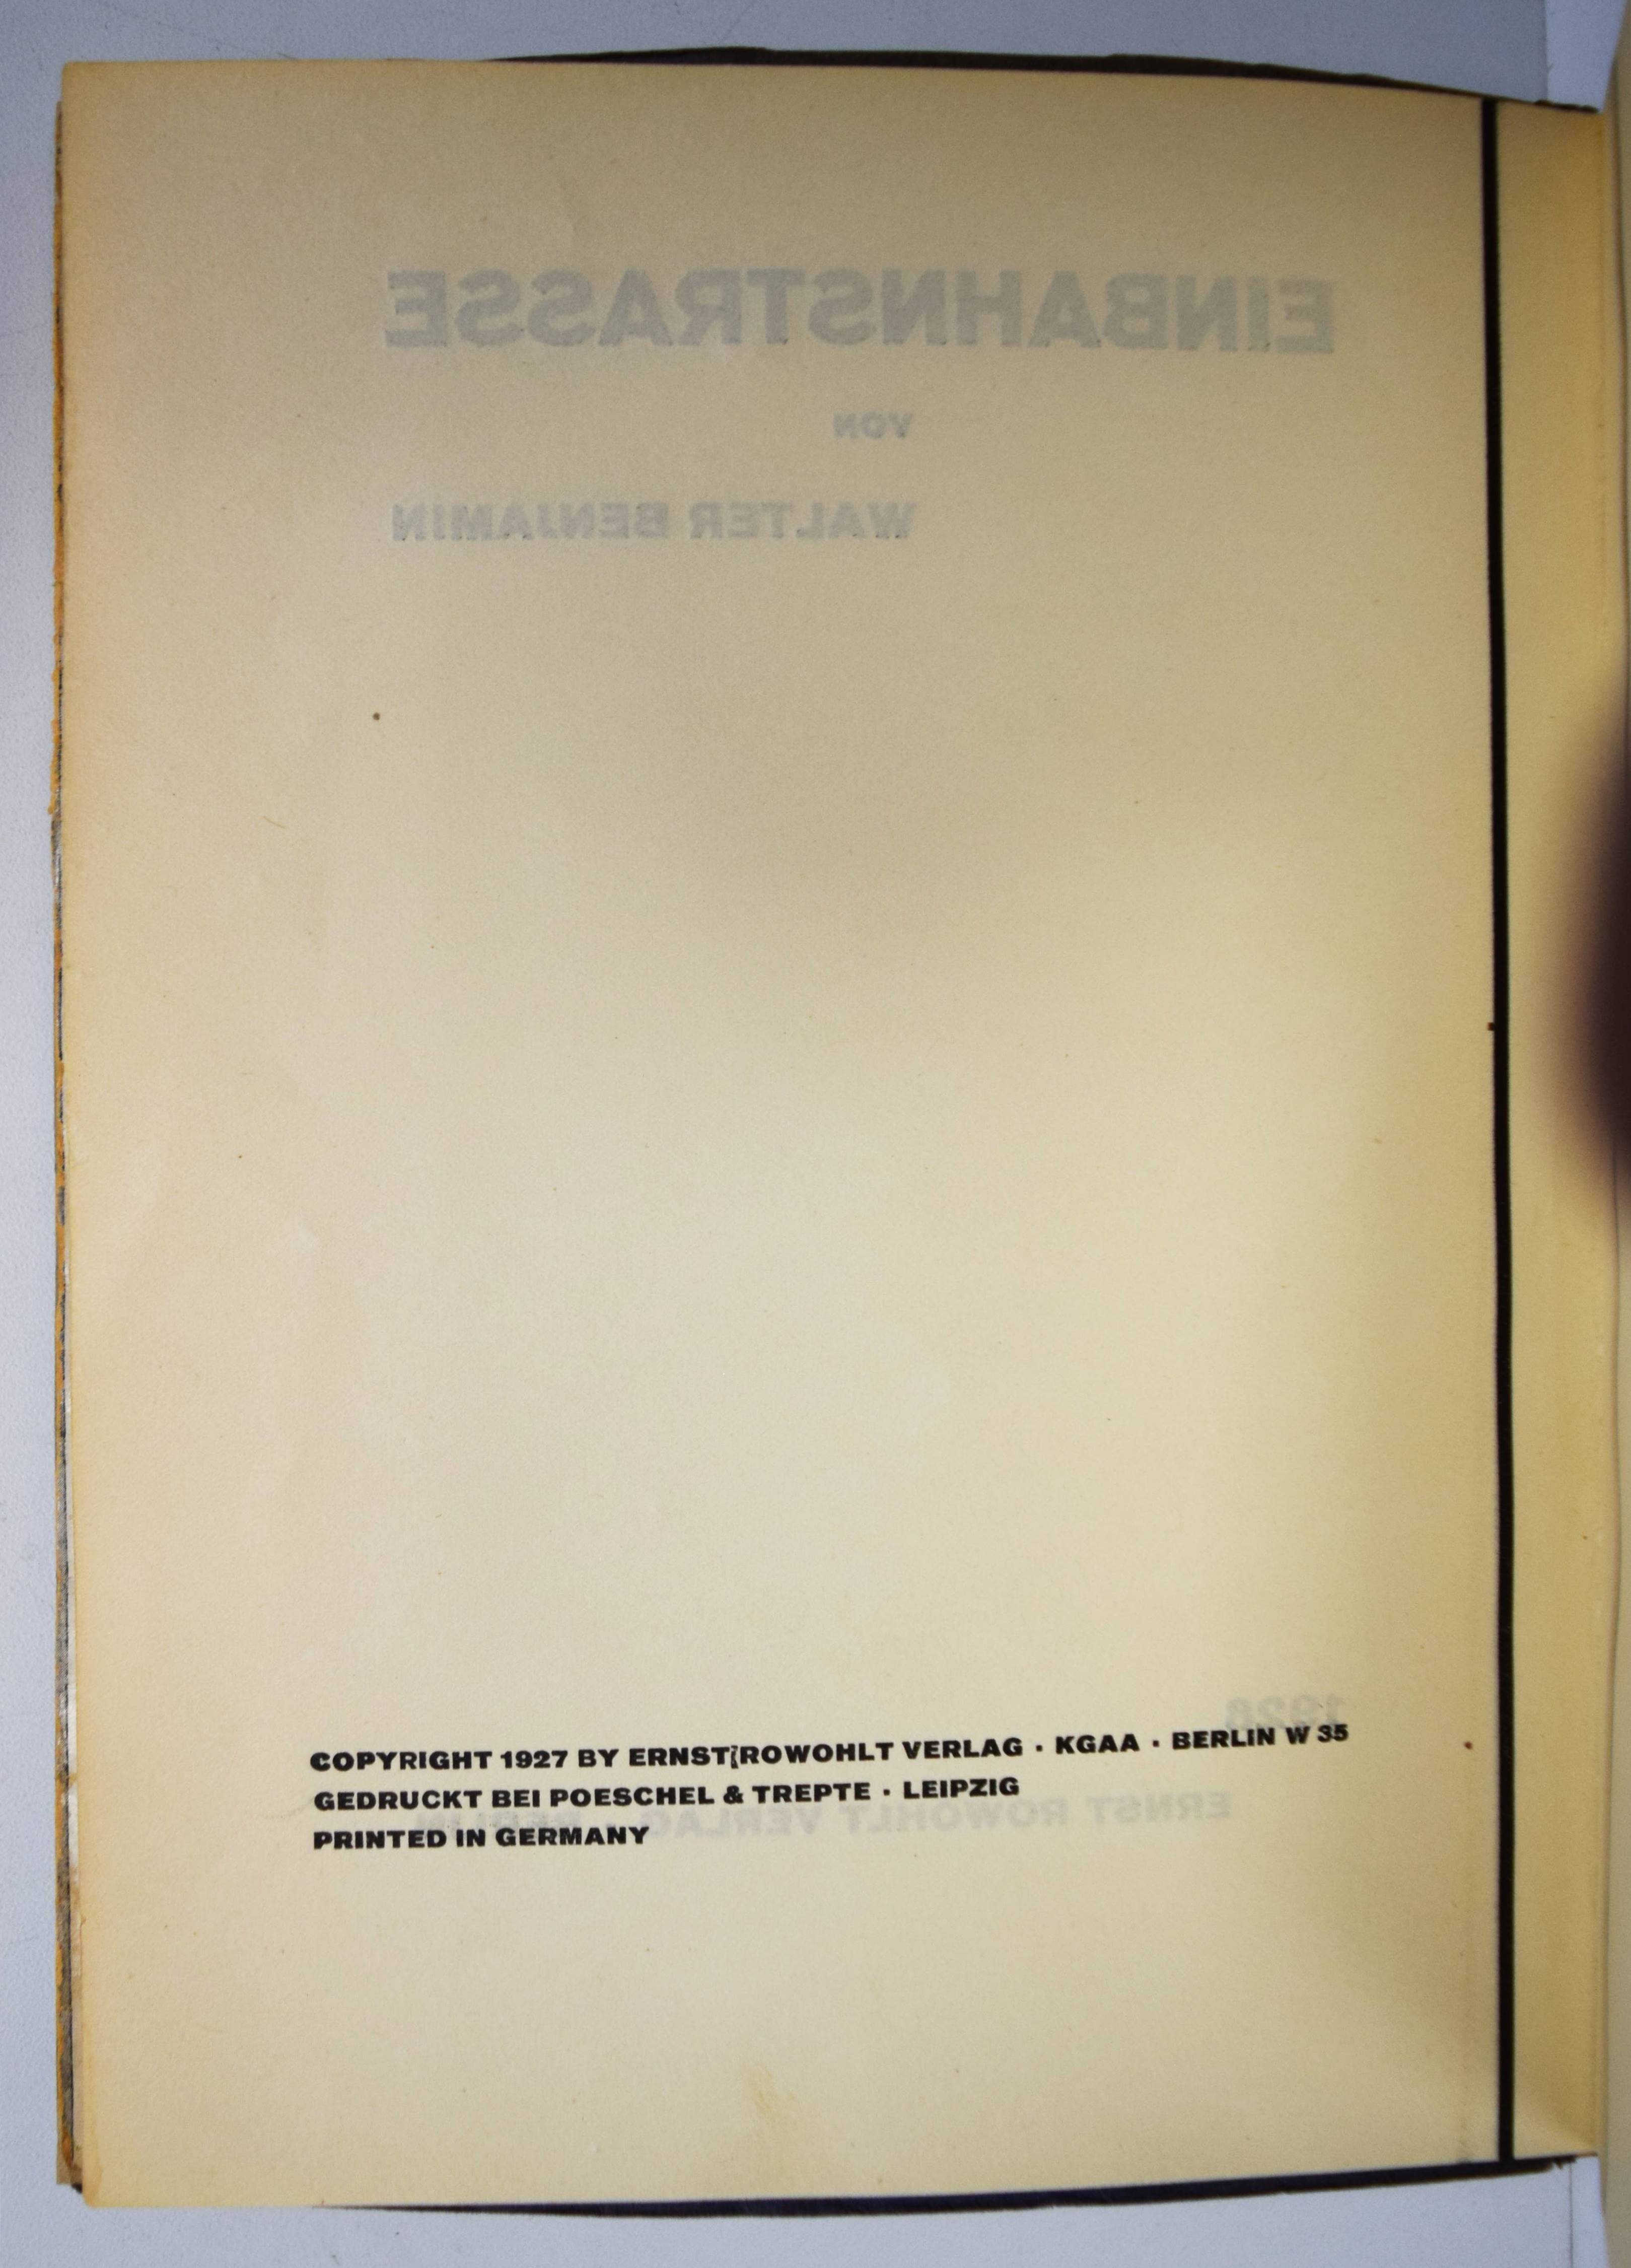 EINBAHNSTRASSE
VON
WALTER BENJAMIN
1928
COPYRIGHT 1927 BY ERNST ROWOHLT VERLAG · KGAA · BERLIN W 35
GEDRUCKT BEI POESCHEL & TREPTE · LEIPZIG
ERNST ROWOHLT VERLAG · BERLIN
PRINTED IN GERMANY